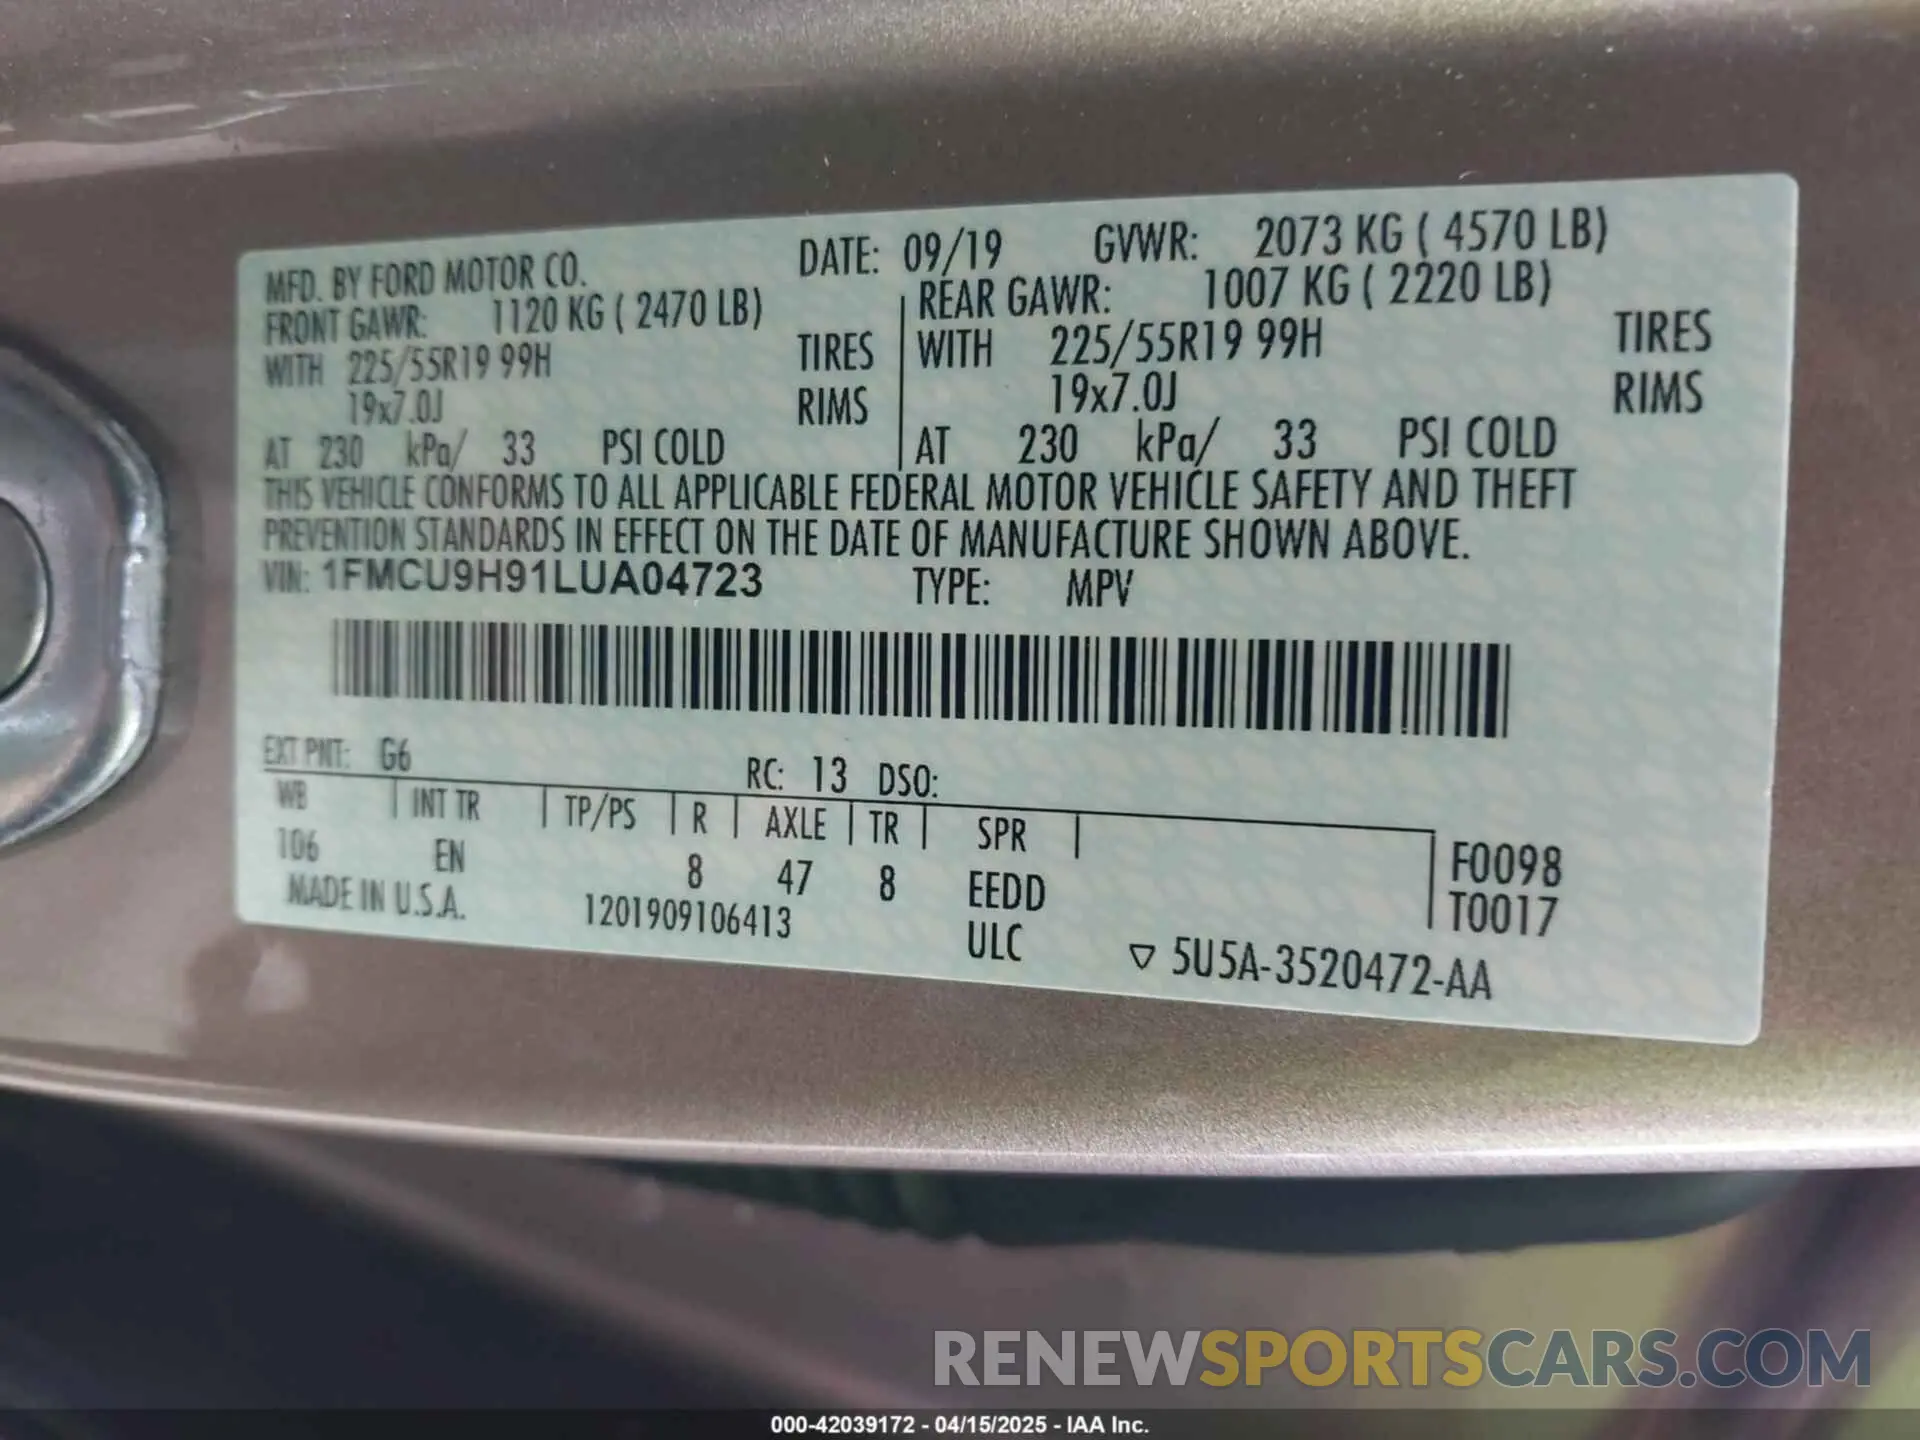 MFD. BY FORD MOTOR CO. DATE: 09/19 GVWR: 2073 KG ( 4570 LB)
FRONT GAWR: 1120 KG ( 2470 LB) REAR GAWR: 1007 KG ( 2220 LB)
WITH 225/55R19 99H TIRES WITH 225/55R19 99H TIRES
19x7.0J RIMS 19x7.0J RIMS
AT 230 kPa/ 33 PSI COLD AT 230 kPa/ 33 PSI COLD
THIS VEHICLE CONFORMS TO ALL APPLICABLE FEDERAL MOTOR VEHICLE SAFETY AND THEFT
PREVENTION STANDARDS IN EFFECT ON THE DATE OF MANUFACTURE SHOWN ABOVE.
VIN: 1FMCU9H91LUA04723 TYPE: MPV
EXT PNT: G6 RC: 13 DSO:
WB INT TR TP/PS R AXLE TR SPR
106 EN 8 47 8 EEDD F0098
MADE IN U.S.A. 1201909106413 ULC T0017
▽ 5U5A-3520472-AA
RENEWSPORTSCARS.COM
000-42039172 - 04/15/2025 - IAA Inc.